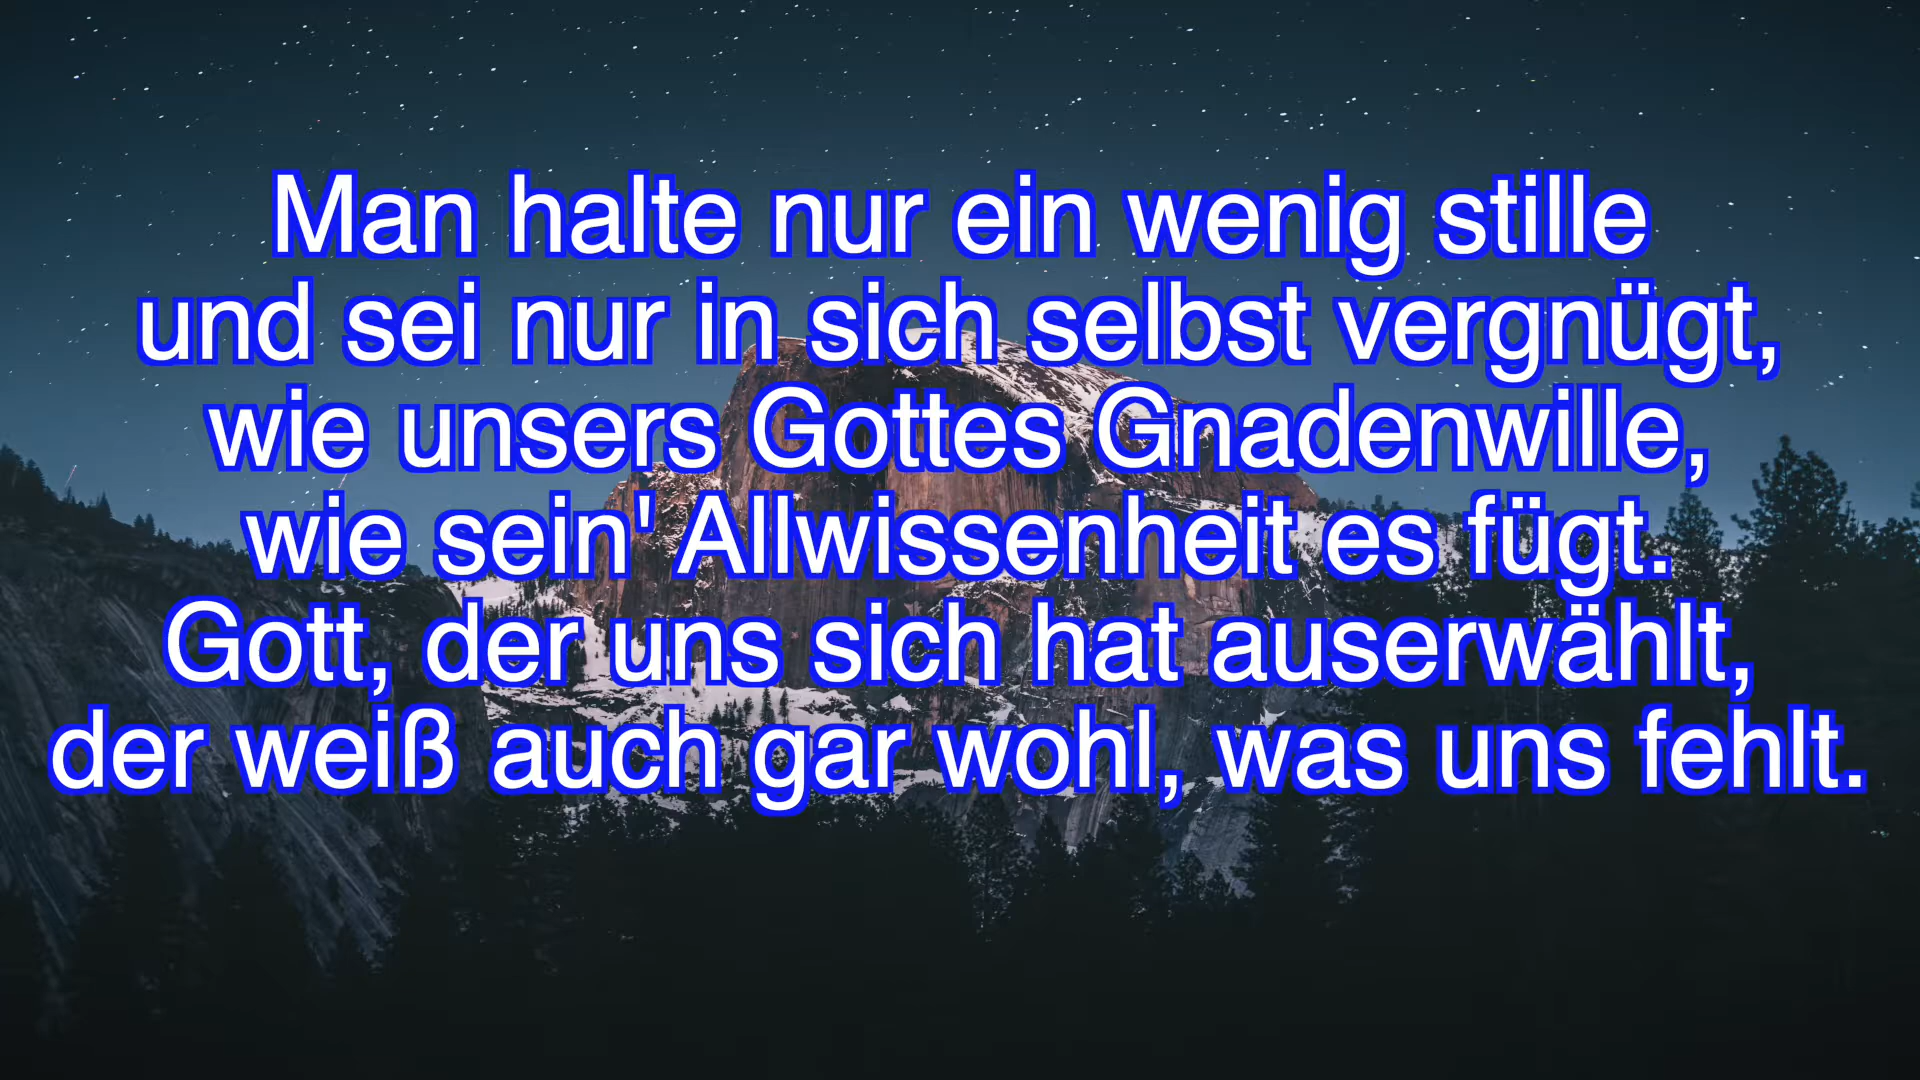 Man halte nur ein wenig stille
und sei nur in sich selbst vergnügt,
wie unsers Gottes Gnadenwille,
wie sein' Allwissenheit es fügt.
Gott, der uns sich hat auserwählt,
der weiß auch gar wohl, was uns fehlt.